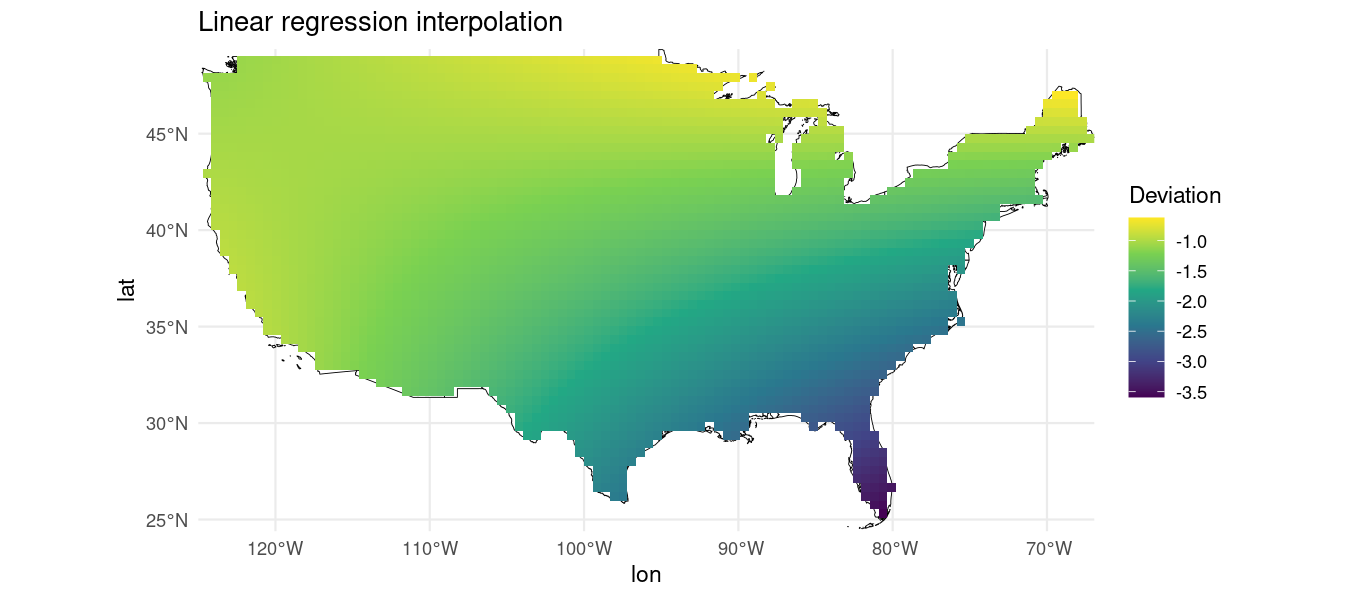 Linear regression interpolation
45°N
40°N
35°N
30°N
25°N
lat
120°W
110°W
100°W
90°W
80°W
70°W
lon
Deviation
-1.0
-1.5
-2.0
-2.5
-3.0
-3.5